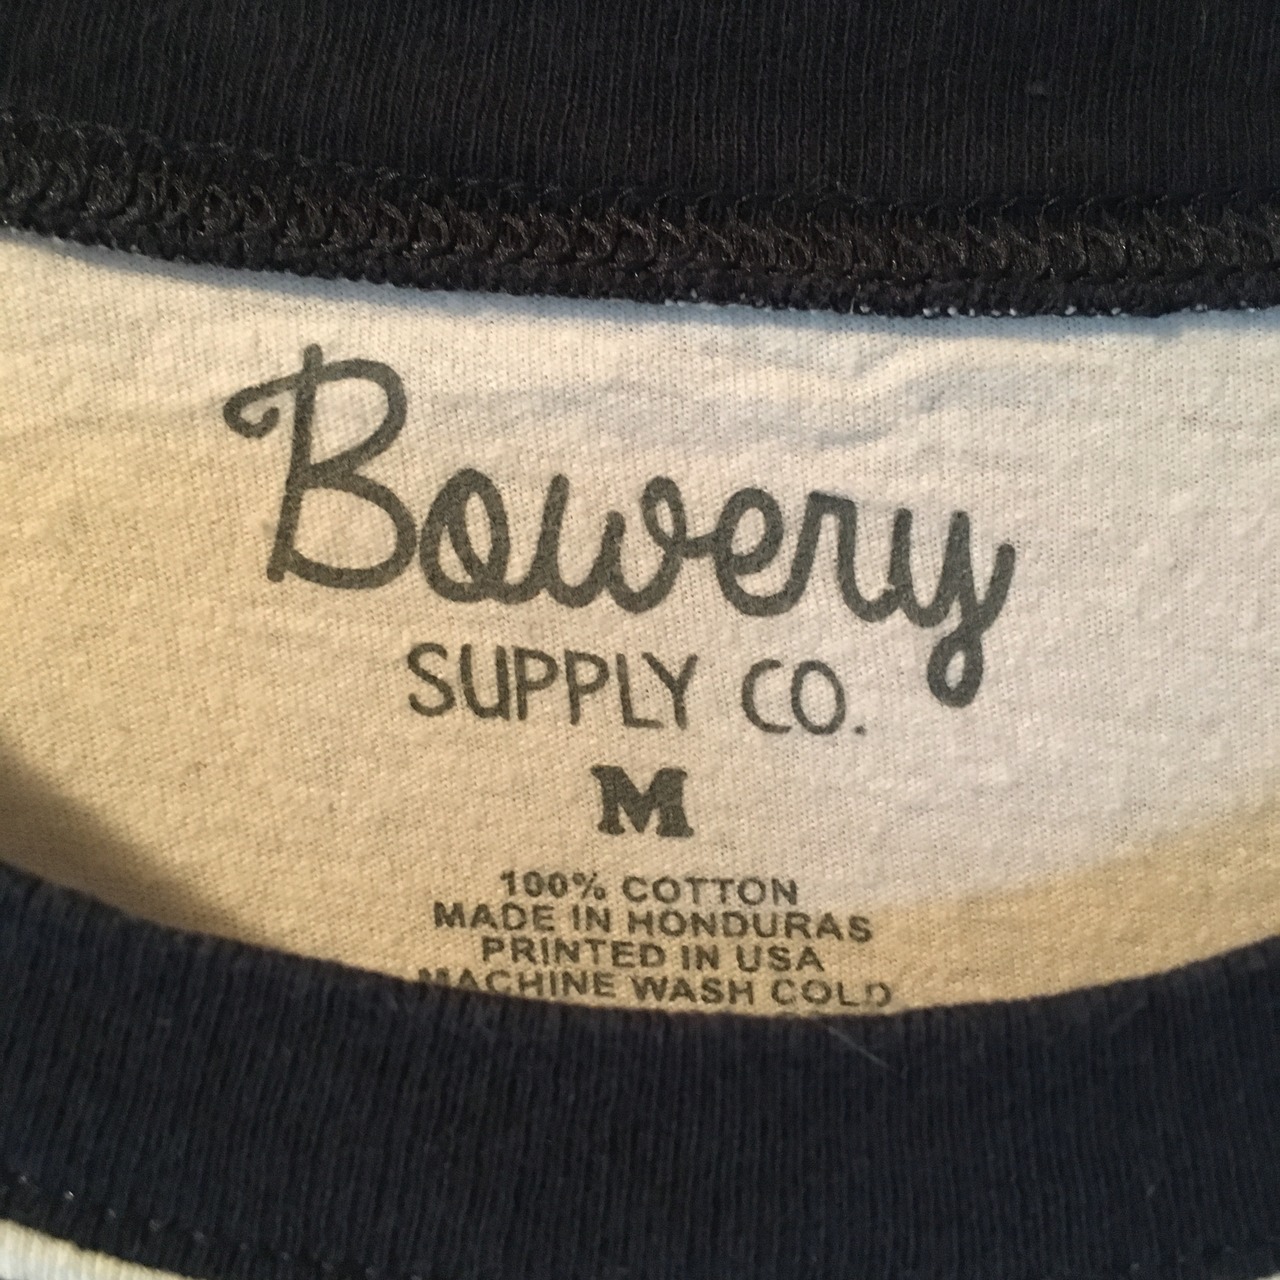 Bowery
SUPPLY CO.
M
100% COTTON
MADE IN HONDURAS
PRINTED IN USA
MACHINE WASH COLD